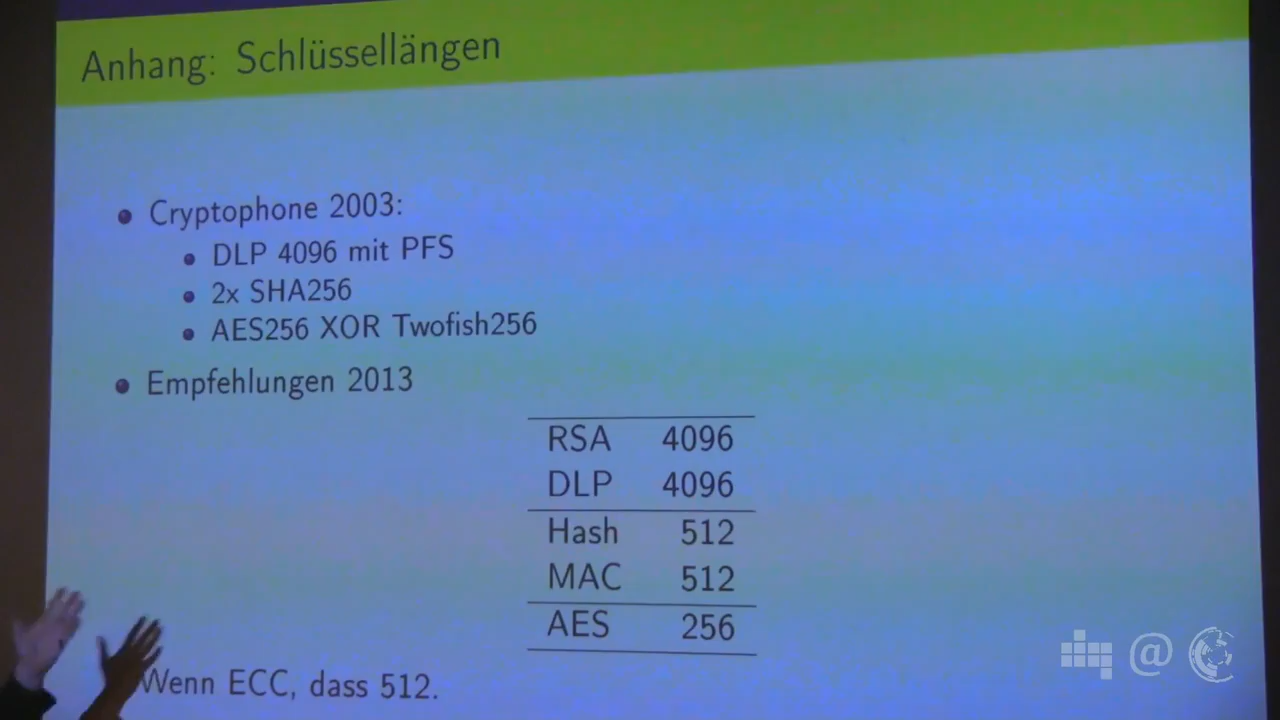 Anhang: Schlüssellängen
Cryptophone 2003:
DLP 4096 mit PFS
2x SHA256
AES256 XOR Twofish256
Empfehlungen 2013
RSA 4096
DLP 4096
Hash 512
MAC 512
AES 256
Wenn ECC, dass 512.
@